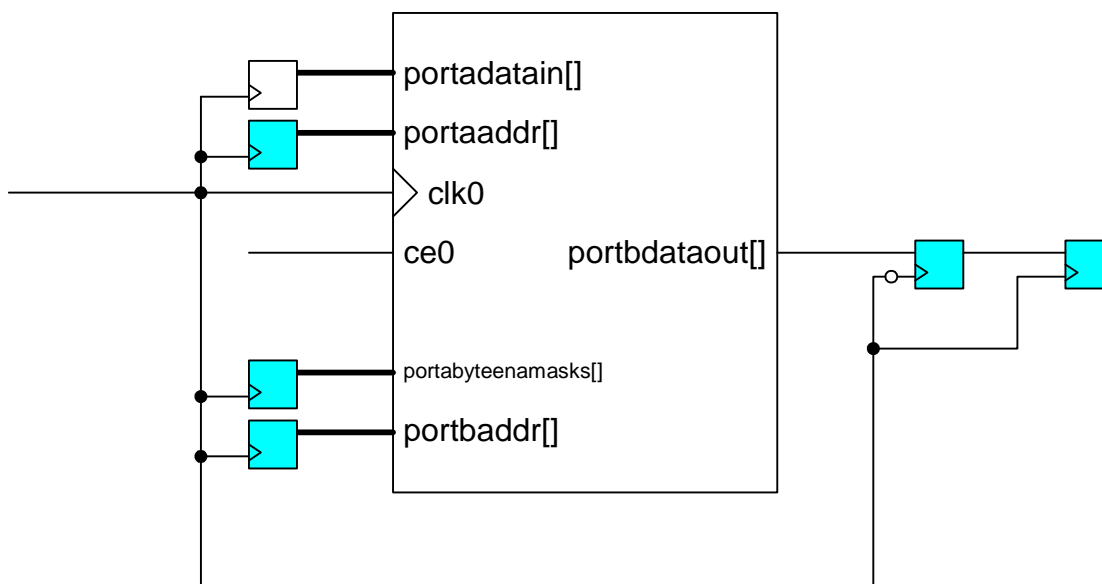 portadatain[]
portaaddr[]
clk0
ce0
portbdataout[]
portabyteenamasks[]
portbaddr[]